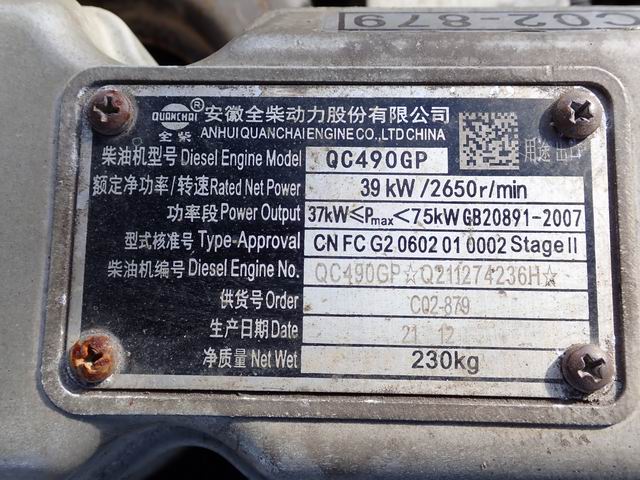 C02-879
QUANCHAI ® 安徽全柴动力股份有限公司
全柴 ANHUI QUANCHAI ENGINE CO., LTD CHINA
柴油机型号 Diesel Engine Model QC490GP 用途 出口
额定净功率/转速 Rated Net Power 39 kW/2650r/min
功率段 Power Output 37kW≤Pmax<75kW GB20891-2007
型式核准号 Type-Approval CN FC G2 0602 01 0002 Stage II
柴油机编号 Diesel Engine No. QC490GP☆Q211274236H☆
供货号 Order C02-879
生产日期 Date 21 12
净质量 Net Wet 230kg